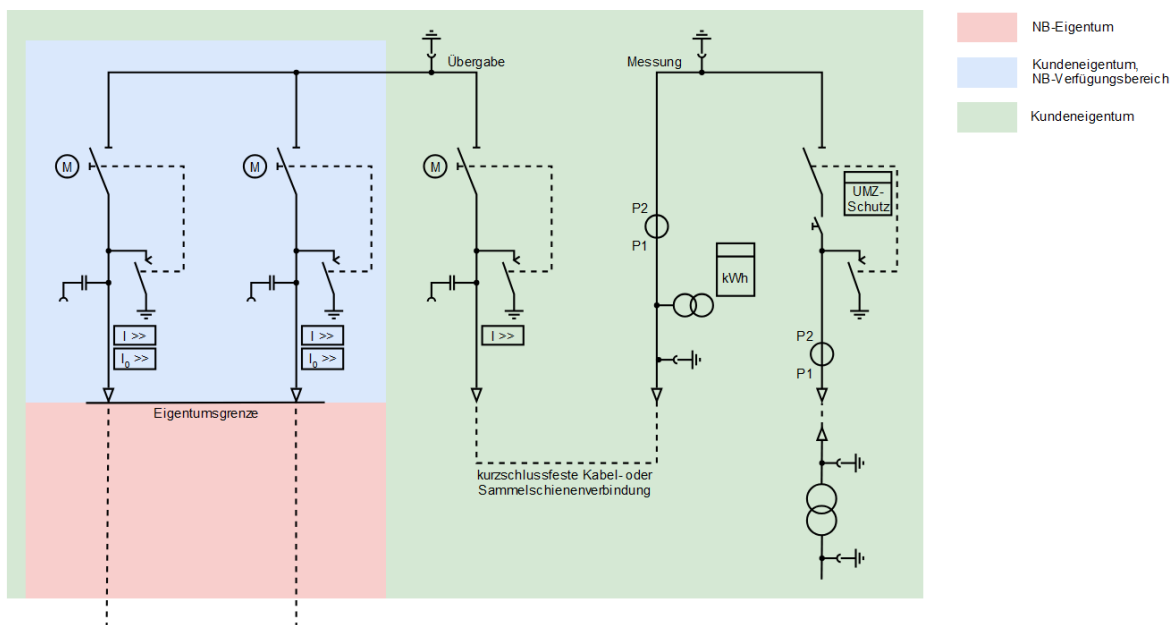 NB-Eigentum
Kundeneigentum,
NB-Verfügungsbereich
Kundeneigentum
Übergabe
Messung
M
M
M
UMZ-
Schutz
P2
P1
kWh
I >>
I >>
I >>
I0 >>
I0 >>
P2
P1
Eigentumsgrenze
kurzschlussfeste Kabel- oder
Sammelschienenverbindung